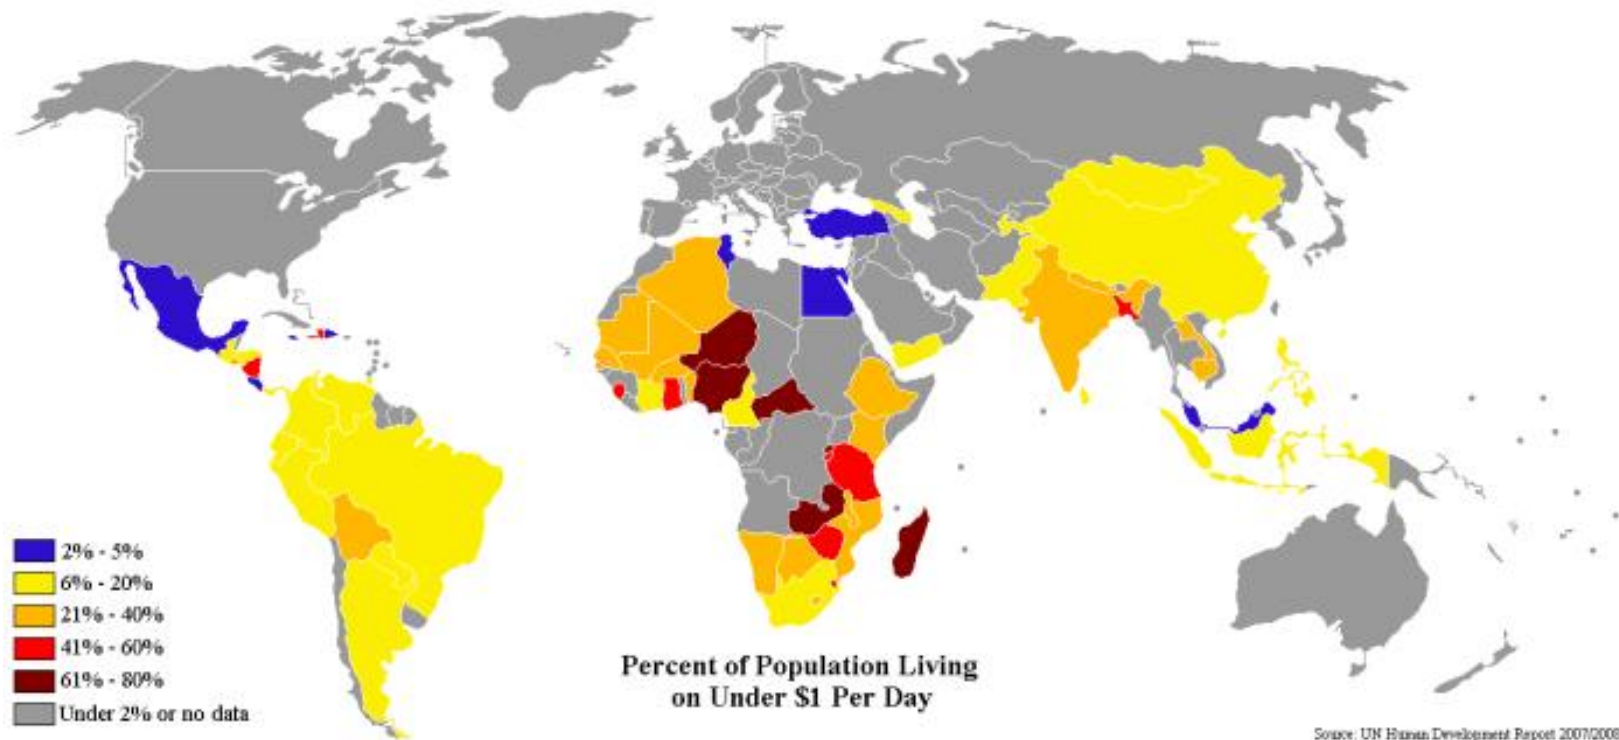 2% - 5%
6% - 20%
21% - 40%
41% - 60%
61% - 80%
Under 2% or no data
Percent of Population Living
on Under $1 Per Day
Source: UN Human Development Report 2007/2008